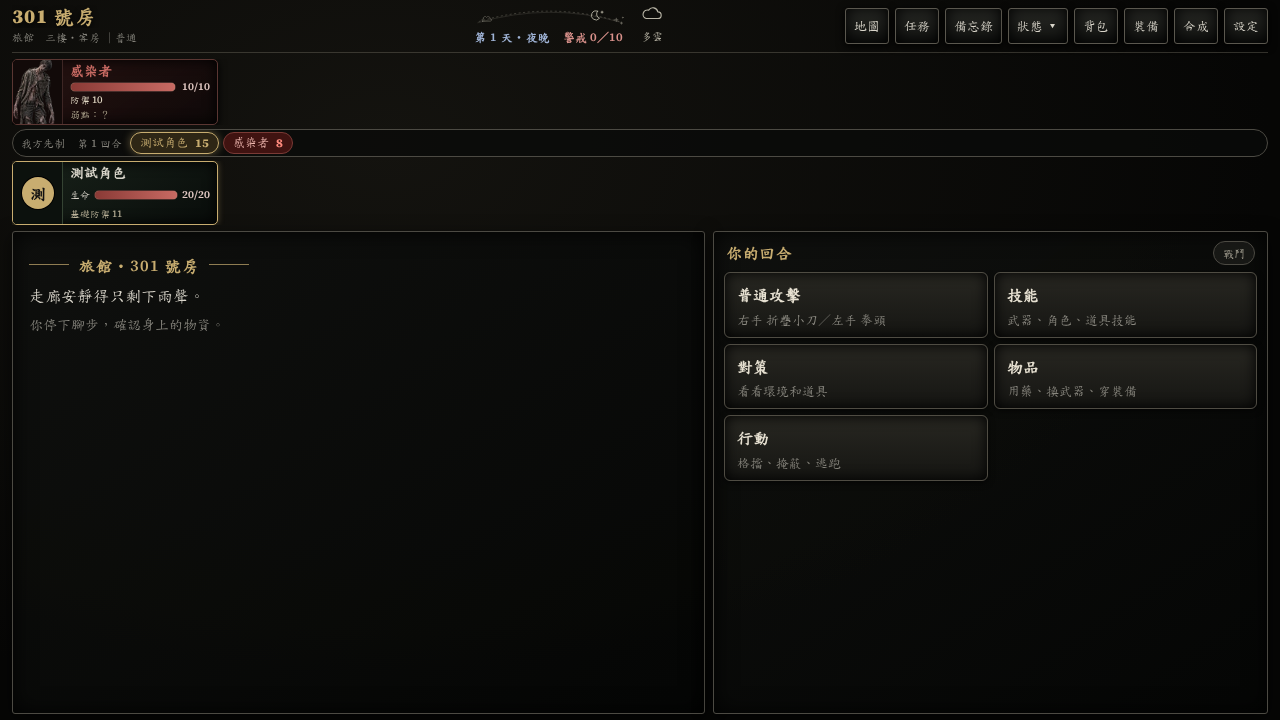 301 號房
旅館 三樓・客房 | 普通
第 1 天・夜晚 警戒 0／10
多雲
地圖 任務 備忘錄 狀態 ▾ 背包 裝備 合成 設定
感染者
10/10
防禦 10
弱點：？
我方先制 第 1 回合 測試角色 15 感染者 8
測
測試角色
生命 20/20
基礎防禦 11
旅館・301 號房
走廊安靜得只剩下雨聲。
你停下腳步，確認身上的物資。
你的回合
戰鬥
普通攻擊
右手 折疊小刀／左手 拳頭
技能
武器、角色、道具技能
對策
看看環境和道具
物品
用藥、換武器、穿裝備
行動
格擋、掩蔽、逃跑